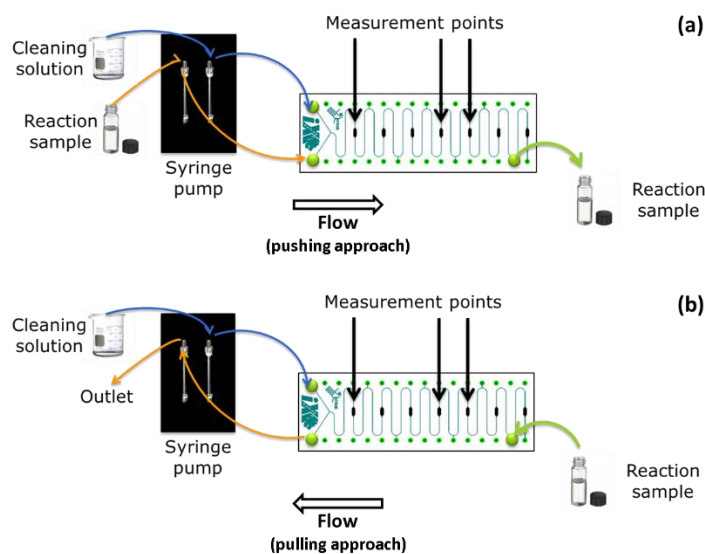 Measurement points
(a)
Cleaning
solution
Reaction
sample
Syringe
pump
Reaction
sample
Flow
(pushing approach)
Measurement points
(b)
Cleaning
solution
Outlet
Syringe
pump
Reaction
sample
Flow
(pulling approach)